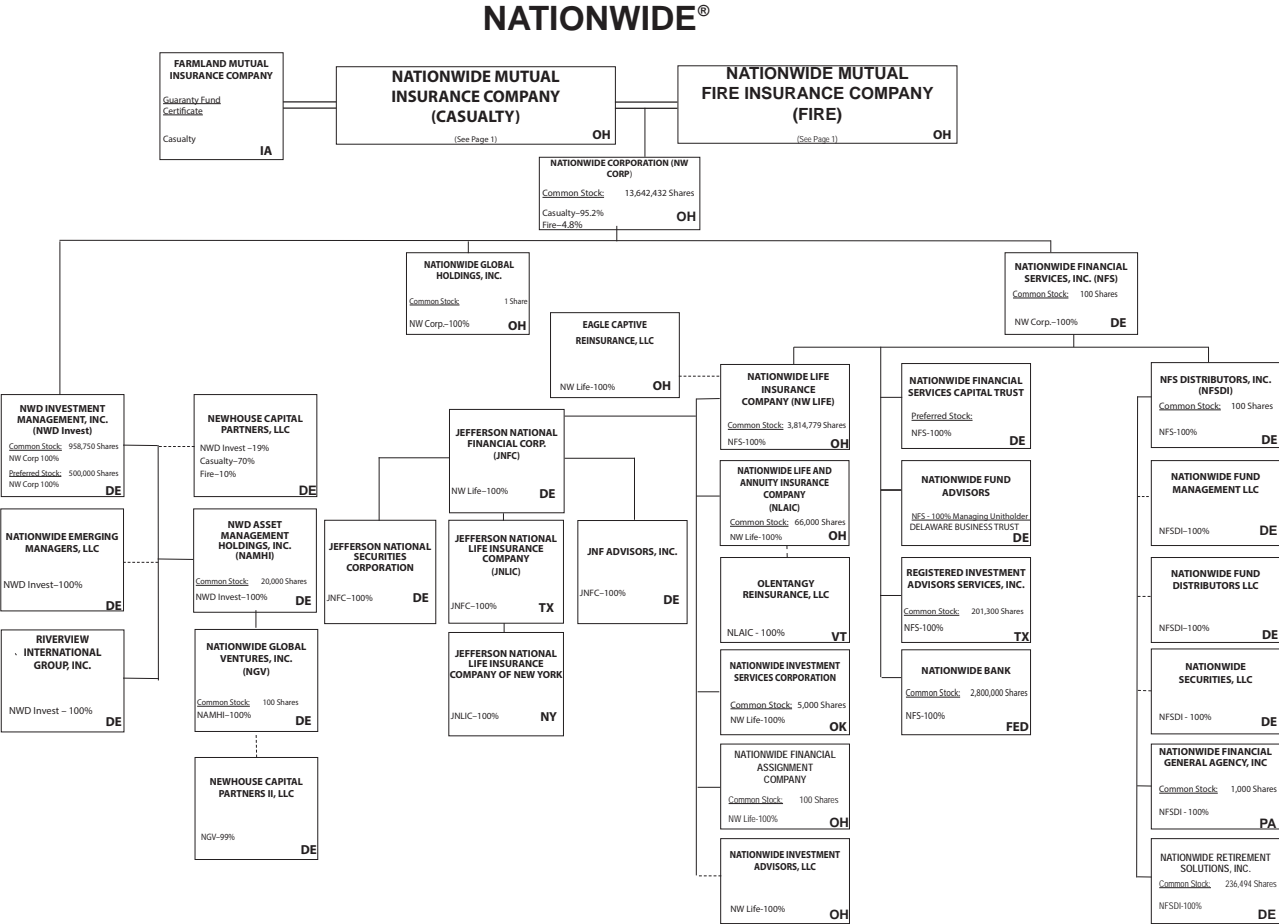 NATIONWIDE®
FARMLAND MUTUAL
INSURANCE COMPANY
Guaranty Fund
Certificate
Casualty
IA
NATIONWIDE MUTUAL
INSURANCE COMPANY
(CASUALTY)
(See Page 1)
OH
NATIONWIDE MUTUAL
FIRE INSURANCE COMPANY
(FIRE)
(See Page 1)
OH
NATIONWIDE CORPORATION (NW
CORP)
Common Stock: 13,642,432 Shares
Casualty–95.2%
Fire–4.8%
OH
NATIONWIDE GLOBAL
HOLDINGS, INC.
Common Stock: 1 Share
NW Corp.–100%
OH
NATIONWIDE FINANCIAL
SERVICES, INC. (NFS)
Common Stock: 100 Shares
NW Corp.–100%
DE
EAGLE CAPTIVE
REINSURANCE, LLC
NW Life-100%
OH
NWD INVESTMENT
MANAGEMENT, INC.
(NWD Invest)
Common Stock: 958,750 Shares
NW Corp 100%
Preferred Stock: 500,000 Shares
NW Corp 100%
DE
NEWHOUSE CAPITAL
PARTNERS, LLC
NWD Invest –19%
Casualty–70%
Fire–10%
DE
JEFFERSON NATIONAL
FINANCIAL CORP.
(JNFC)
NW Life–100%
DE
NATIONWIDE LIFE
INSURANCE
COMPANY (NW LIFE)
Common Stock: 3,814,779 Shares
NFS-100%
OH
NATIONWIDE FINANCIAL
SERVICES CAPITAL TRUST
Preferred Stock:
NFS-100%
DE
NFS DISTRIBUTORS, INC.
(NFSDI)
Common Stock: 100 Shares
NFS-100%
DE
NATIONWIDE EMERGING
MANAGERS, LLC
NWD Invest–100%
DE
NWD ASSET
MANAGEMENT
HOLDINGS, INC.
(NAMHI)
Common Stock: 20,000 Shares
NWD Invest–100%
DE
JEFFERSON NATIONAL
SECURITIES
CORPORATION
JNFC–100%
DE
JEFFERSON NATIONAL
LIFE INSURANCE
COMPANY
(JNLIC)
JNFC–100%
TX
JNF ADVISORS, INC.
JNFC–100%
DE
NATIONWIDE LIFE AND
ANNUITY INSURANCE
COMPANY
(NLAIC)
Common Stock: 66,000 Shares
NW Life-100%
OH
NATIONWIDE FUND
ADVISORS
NFS - 100% Managing Unitholder
DELAWARE BUSINESS TRUST
DE
NATIONWIDE FUND
MANAGEMENT LLC
NFSDI–100%
DE
OLENTANGY
REINSURANCE, LLC
NLAIC - 100%
VT
REGISTERED INVESTMENT
ADVISORS SERVICES, INC.
Common Stock: 201,300 Shares
NFS-100%
TX
NATIONWIDE FUND
DISTRIBUTORS LLC
NFSDI–100%
DE
RIVERVIEW
INTERNATIONAL
GROUP, INC.
NWD Invest – 100%
DE
NATIONWIDE GLOBAL
VENTURES, INC.
(NGV)
Common Stock: 100 Shares
NAMHI–100%
DE
JEFFERSON NATIONAL
LIFE INSURANCE
COMPANY OF NEW YORK
JNLIC–100%
NY
NATIONWIDE INVESTMENT
SERVICES CORPORATION
Common Stock: 5,000 Shares
NW Life-100%
OK
NATIONWIDE BANK
Common Stock: 2,800,000 Shares
NFS-100%
FED
NATIONWIDE
SECURITIES, LLC
NFSDI - 100%
DE
NEWHOUSE CAPITAL
PARTNERS II, LLC
NGV–99%
DE
NATIONWIDE FINANCIAL
ASSIGNMENT
COMPANY
Common Stock: 100 Shares
NW Life-100%
OH
NATIONWIDE FINANCIAL
GENERAL AGENCY, INC
Common Stock: 1,000 Shares
NFSDI - 100%
PA
NATIONWIDE INVESTMENT
ADVISORS, LLC
NW Life-100%
OH
NATIONWIDE RETIREMENT
SOLUTIONS, INC.
Common Stock: 236,494 Shares
NFSDI-100%
DE